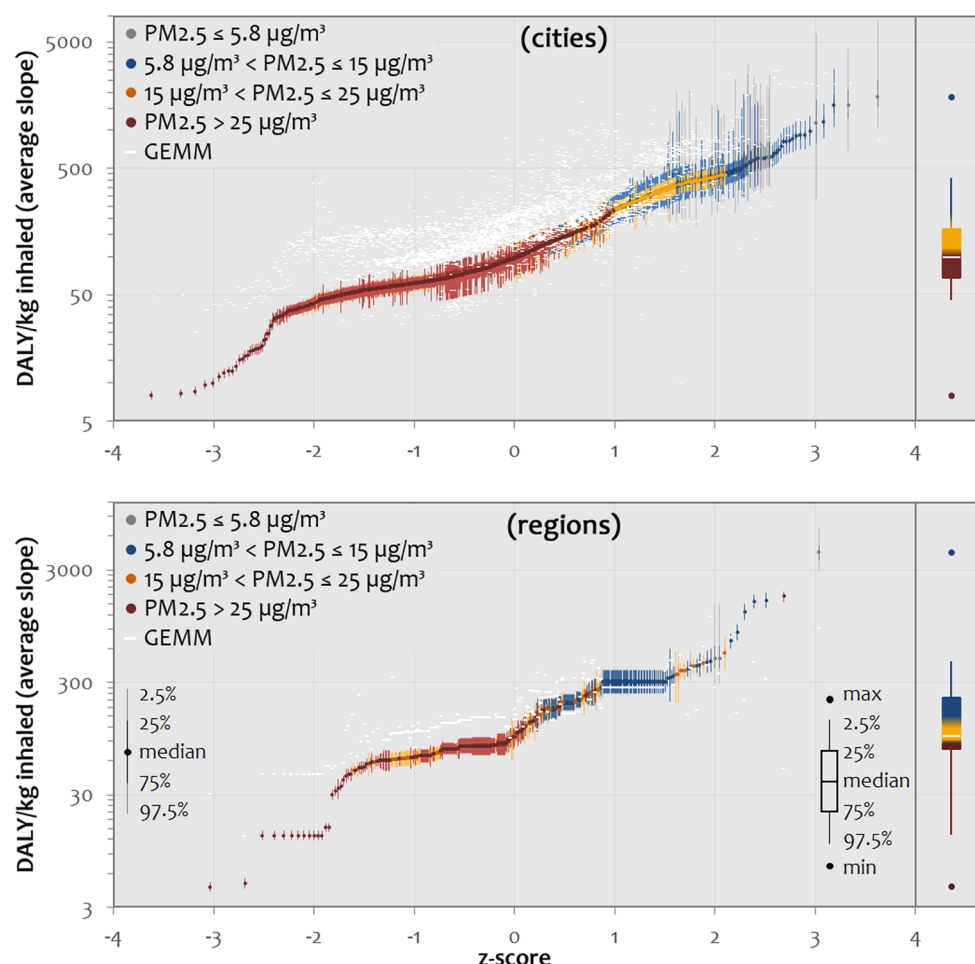 (cities)
PM2.5 ≤ 5.8 µg/m³
5.8 µg/m³ < PM2.5 ≤ 15 µg/m³
15 µg/m³ < PM2.5 ≤ 25 µg/m³
PM2.5 > 25 µg/m³
GEMM
DALY/kg inhaled (average slope)
5000
500
50
5
-4 -3 -2 -1 0 1 2 3 4
(regions)
PM2.5 ≤ 5.8 µg/m³
5.8 µg/m³ < PM2.5 ≤ 15 µg/m³
15 µg/m³ < PM2.5 ≤ 25 µg/m³
PM2.5 > 25 µg/m³
GEMM
DALY/kg inhaled (average slope)
3000
300
30
3
2.5%
25%
median
75%
97.5%
max
2.5%
25%
median
75%
97.5%
min
-4 -3 -2 -1 0 1 2 3 4
z-score